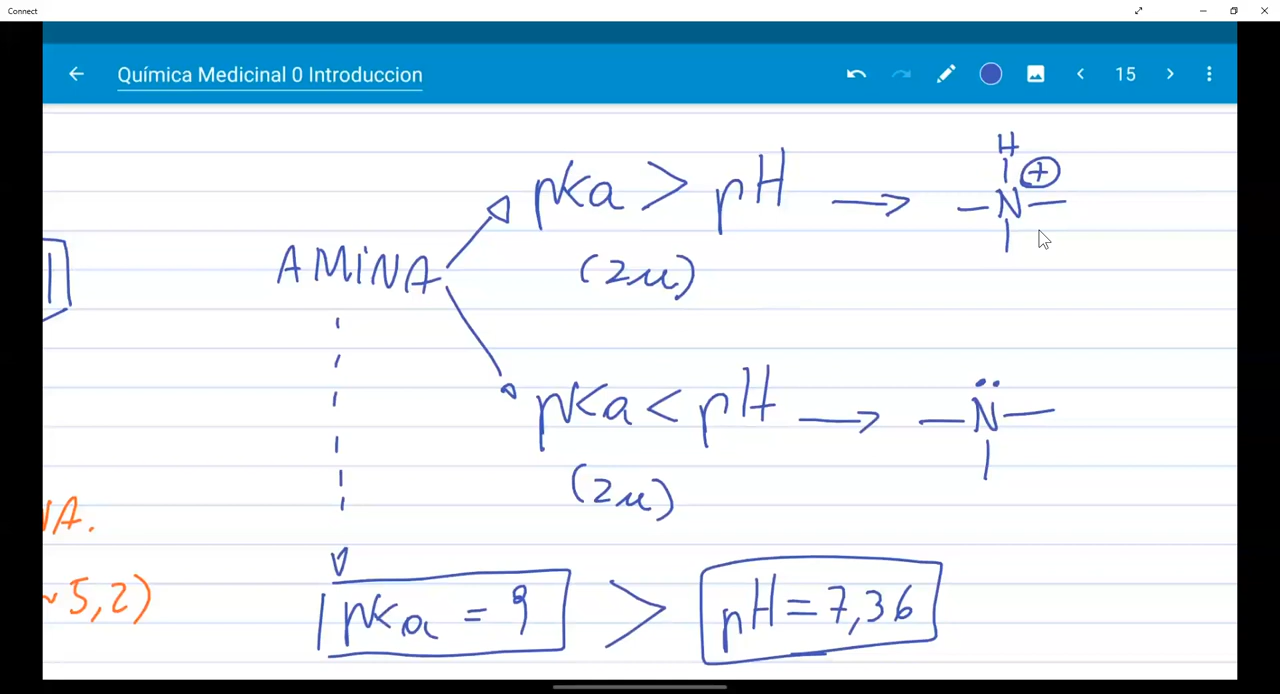 Connect
Química Medicinal 0 Introduccion
15
pKa > pH → H
—N— ⊕
AMiNA
(2u)
pKa < pH → —N̈—
(2u)
NA.
~ 5,2)
pKa = 9 > pH = 7,36